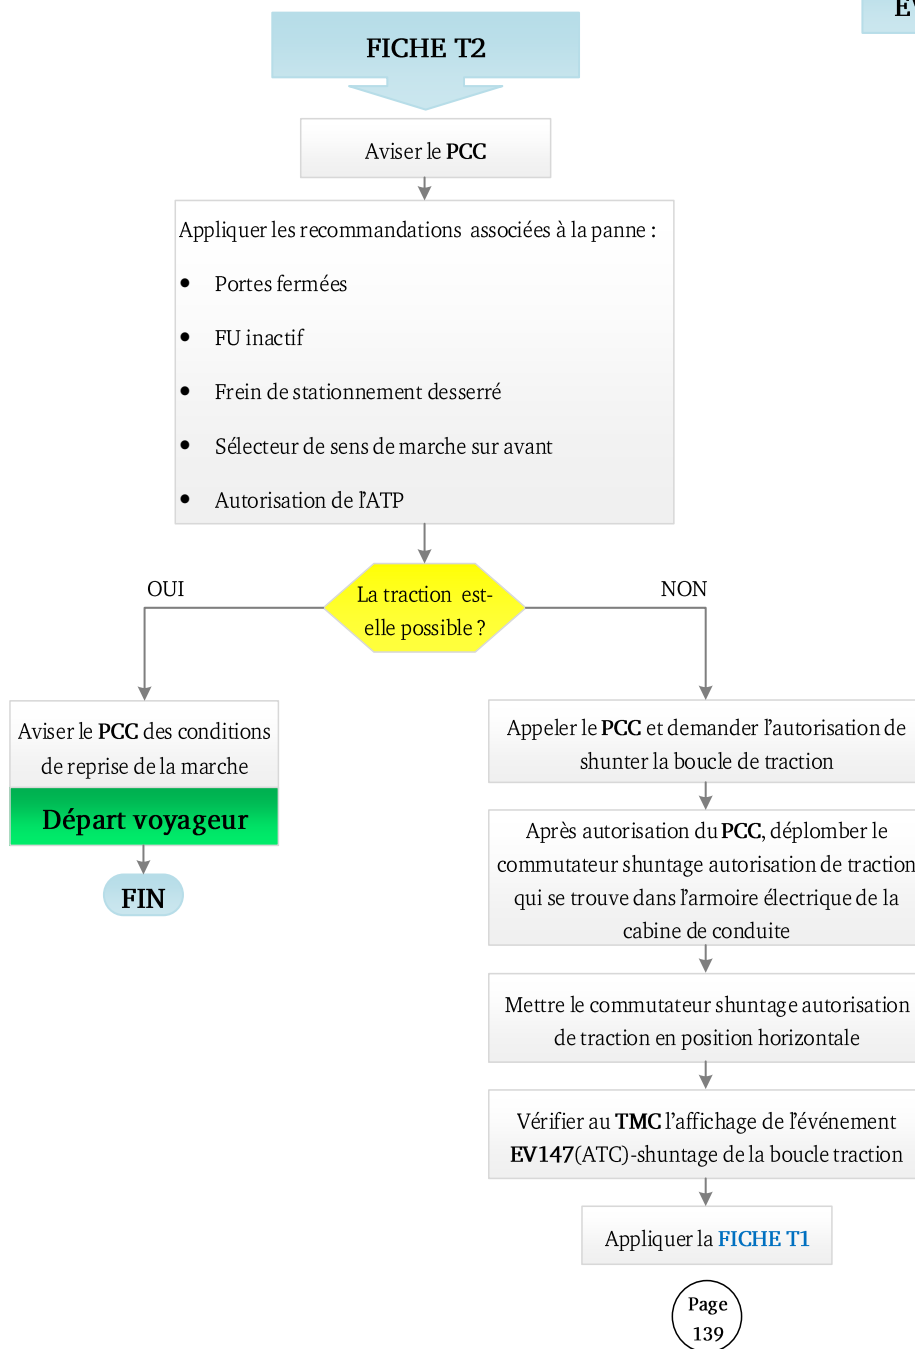 FICHE T2
EV
Aviser le PCC
Appliquer les recommandations associées à la panne :
• Portes fermées
• FU inactif
• Frein de stationnement desserré
• Sélecteur de sens de marche sur avant
• Autorisation de l'ATP
La traction est-
elle possible ?
OUI
NON
Aviser le PCC des conditions
de reprise de la marche
Départ voyageur
FIN
Appeler le PCC et demander l'autorisation de
shunter la boucle de traction
Après autorisation du PCC, déplomber le
commutateur shuntage autorisation de traction
qui se trouve dans l'armoire électrique de la
cabine de conduite
Mettre le commutateur shuntage autorisation
de traction en position horizontale
Vérifier au TMC l'affichage de l'événement
EV147(ATC)-shuntage de la boucle traction
Appliquer la FICHE T1
Page
139